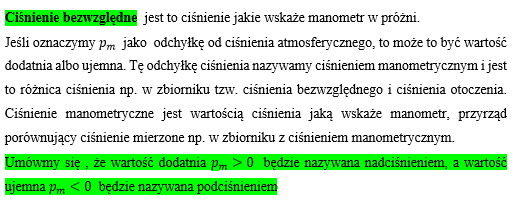 Ciśnienie bezwzględne jest to ciśnienie jakie wskaże manometr w próżni.
Jeśli oznaczymy pₘ jako odchyłkę od ciśnienia atmosferycznego, to może to być wartość
dodatnia albo ujemna. Tę odchyłkę ciśnienia nazywamy ciśnieniem manometrycznym i jest
to różnica ciśnienia np. w zbiorniku tzw. ciśnienia bezwzględnego i ciśnienia otoczenia.
Ciśnienie manometryczne jest wartością ciśnienia jaką wskaże manometr, przyrząd
porównujący ciśnienie mierzone np. w zbiorniku z ciśnieniem manometrycznym.
Umówmy się , że wartość dodatnia pₘ > 0 będzie nazywana nadciśnieniem, a wartość
ujemna pₘ < 0 będzie nazywana podciśnieniem